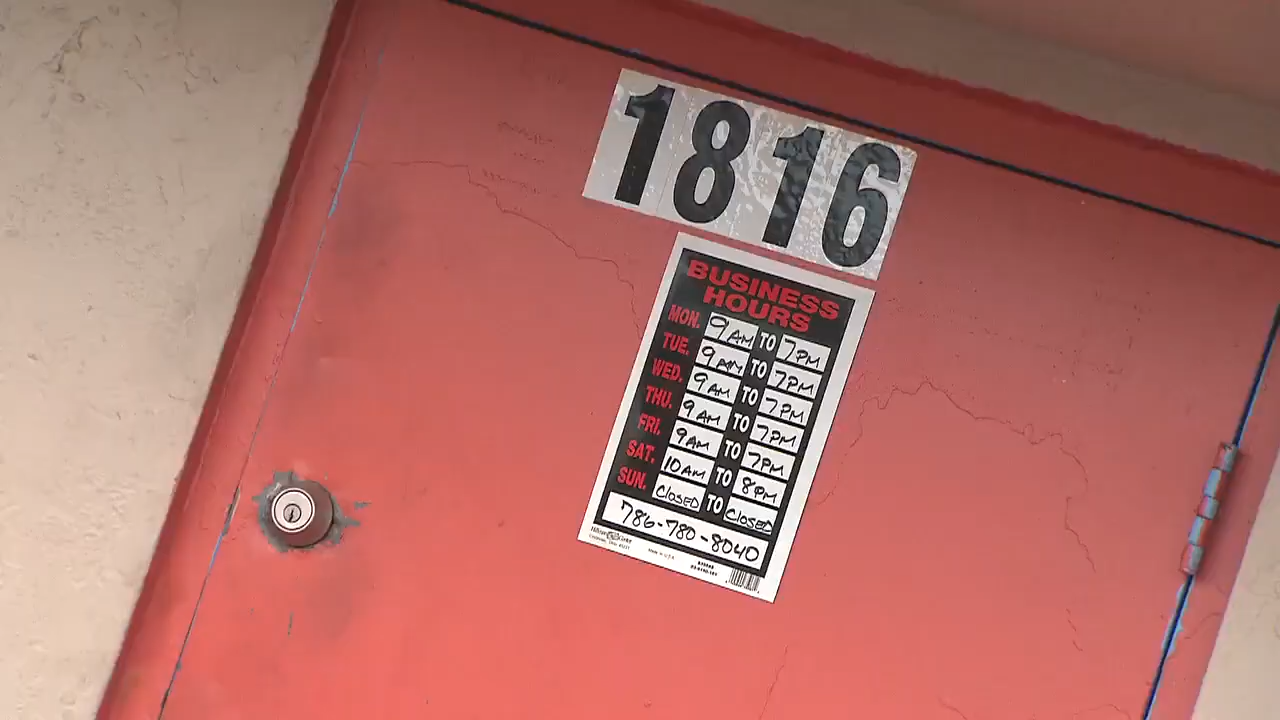 1816
BUSINESS
HOURS
MON. 9AM TO 7PM
TUE. 9AM TO 7PM
WED. 9AM TO 7PM
THU. 9AM TO 7PM
FRI. 9AM TO 7PM
SAT. 10AM TO 8PM
SUN. CLOSED TO CLOSED
786-780-8040